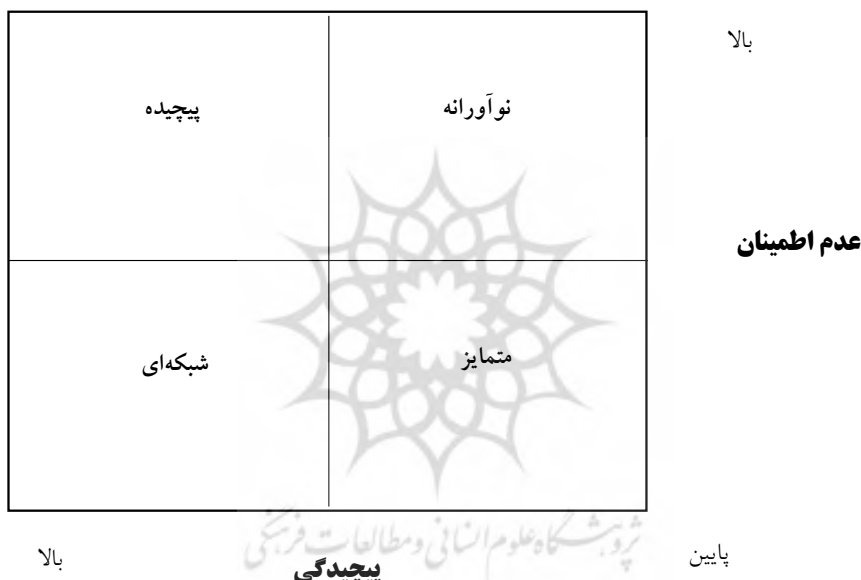 بالا
نوآورانه
پیچیده
عدم اطمینان
متمایز
شبکه‌ای
پژوهشگاه علوم انسانی و مطالعات فرهنگی
پایین
پیچیدگی
بالا